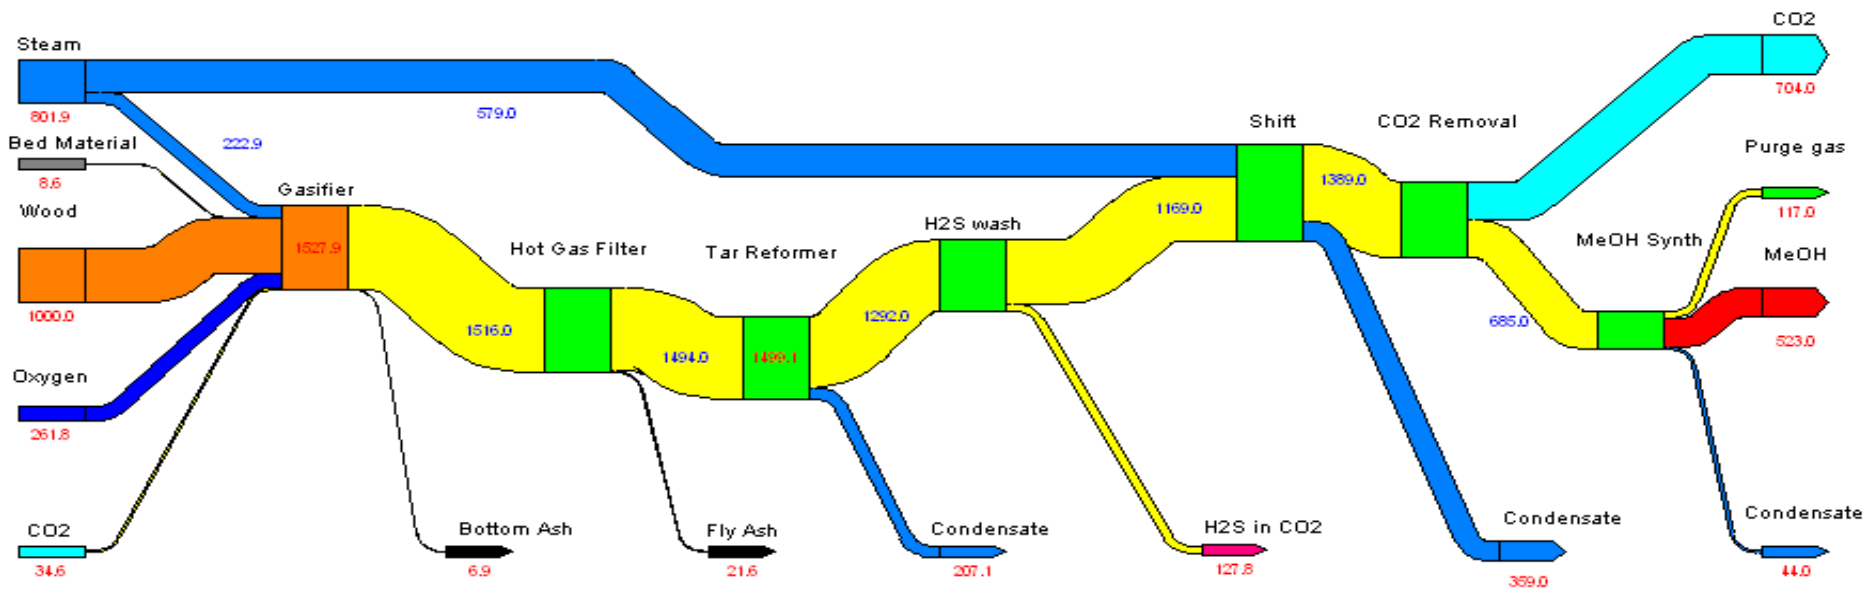 CO2
Steam
801.9
579.0
704.0
Shift
CO2 Removal
Bed Material
222.9
Purge gas
8.6
1389.0
Gasifier
Wood
1169.0
117.0
H2S wash
1527.9
Hot Gas Filter
Tar Reformer
MeOH Synth
MeOH
1000.0
1516.0
1292.0
685.0
523.0
1494.0
1499.1
Oxygen
261.8
CO2
Bottom Ash
Fly Ash
Condensate
H2S in CO2
Condensate
Condensate
34.6
6.9
21.6
207.1
127.8
359.0
44.0